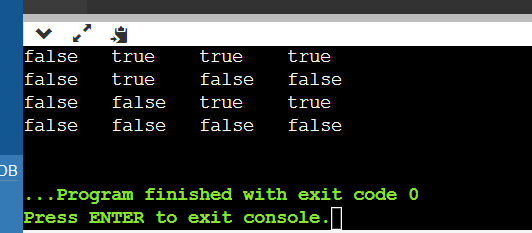 false true true true
false true false false
false false true true
false false false false
DB
...Program finished with exit code 0
Press ENTER to exit console.